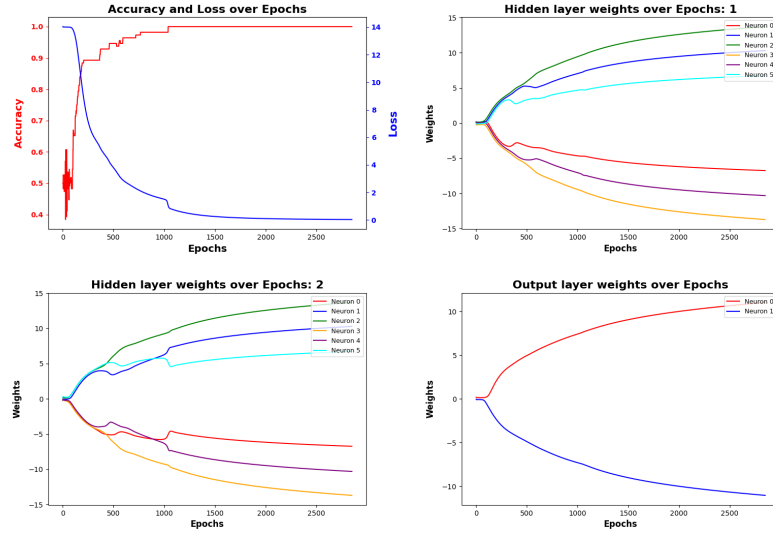 Accuracy and Loss over Epochs
1.0
0.9
0.8
0.7
0.6
0.5
0.4
Accuracy
14
12
10
8
6
4
2
0
Loss
0 500 1000 1500 2000 2500
Epochs
Hidden layer weights over Epochs: 1
15
10
5
0
−5
−10
−15
Weights
Neuron 0
Neuron 1
Neuron 2
Neuron 3
Neuron 4
Neuron 5
0 500 1000 1500 2000 2500
Epochs
Hidden layer weights over Epochs: 2
15
10
5
0
−5
−10
−15
Weights
Neuron 0
Neuron 1
Neuron 2
Neuron 3
Neuron 4
Neuron 5
0 500 1000 1500 2000 2500
Epochs
Output layer weights over Epochs
10
5
0
−5
−10
Weights
Neuron 0
Neuron 1
0 500 1000 1500 2000 2500
Epochs